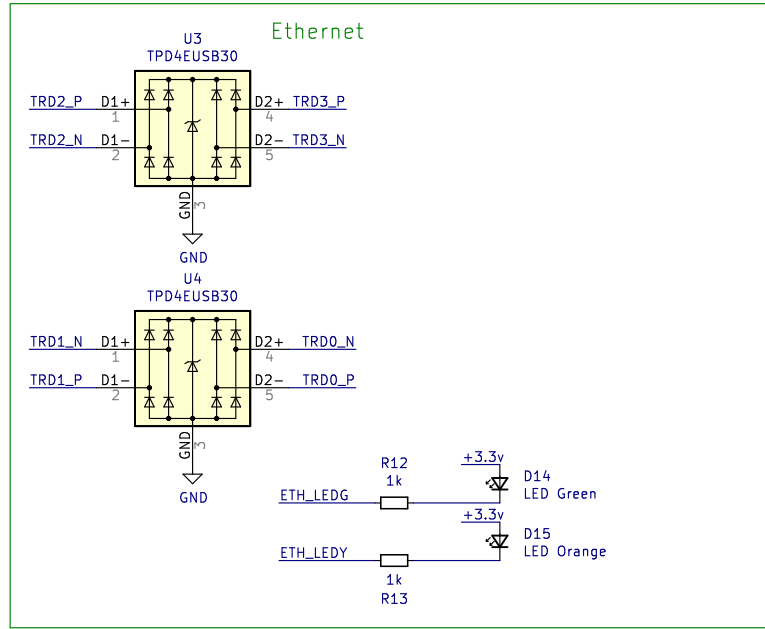 Ethernet
U3
TPD4EUSB30
TRD2_P D1+ D2+ TRD3_P
1 4
TRD2_N D1- D2- TRD3_N
2 5
GND 3
GND
U4
TPD4EUSB30
TRD1_N D1+ D2+ TRD0_N
1 4
TRD1_P D1- D2- TRD0_P
2 5
GND 3
GND
R12
1k
ETH_LEDG
+3.3v
D14
LED Green
+3.3v
D15
LED Orange
ETH_LEDY
1k
R13